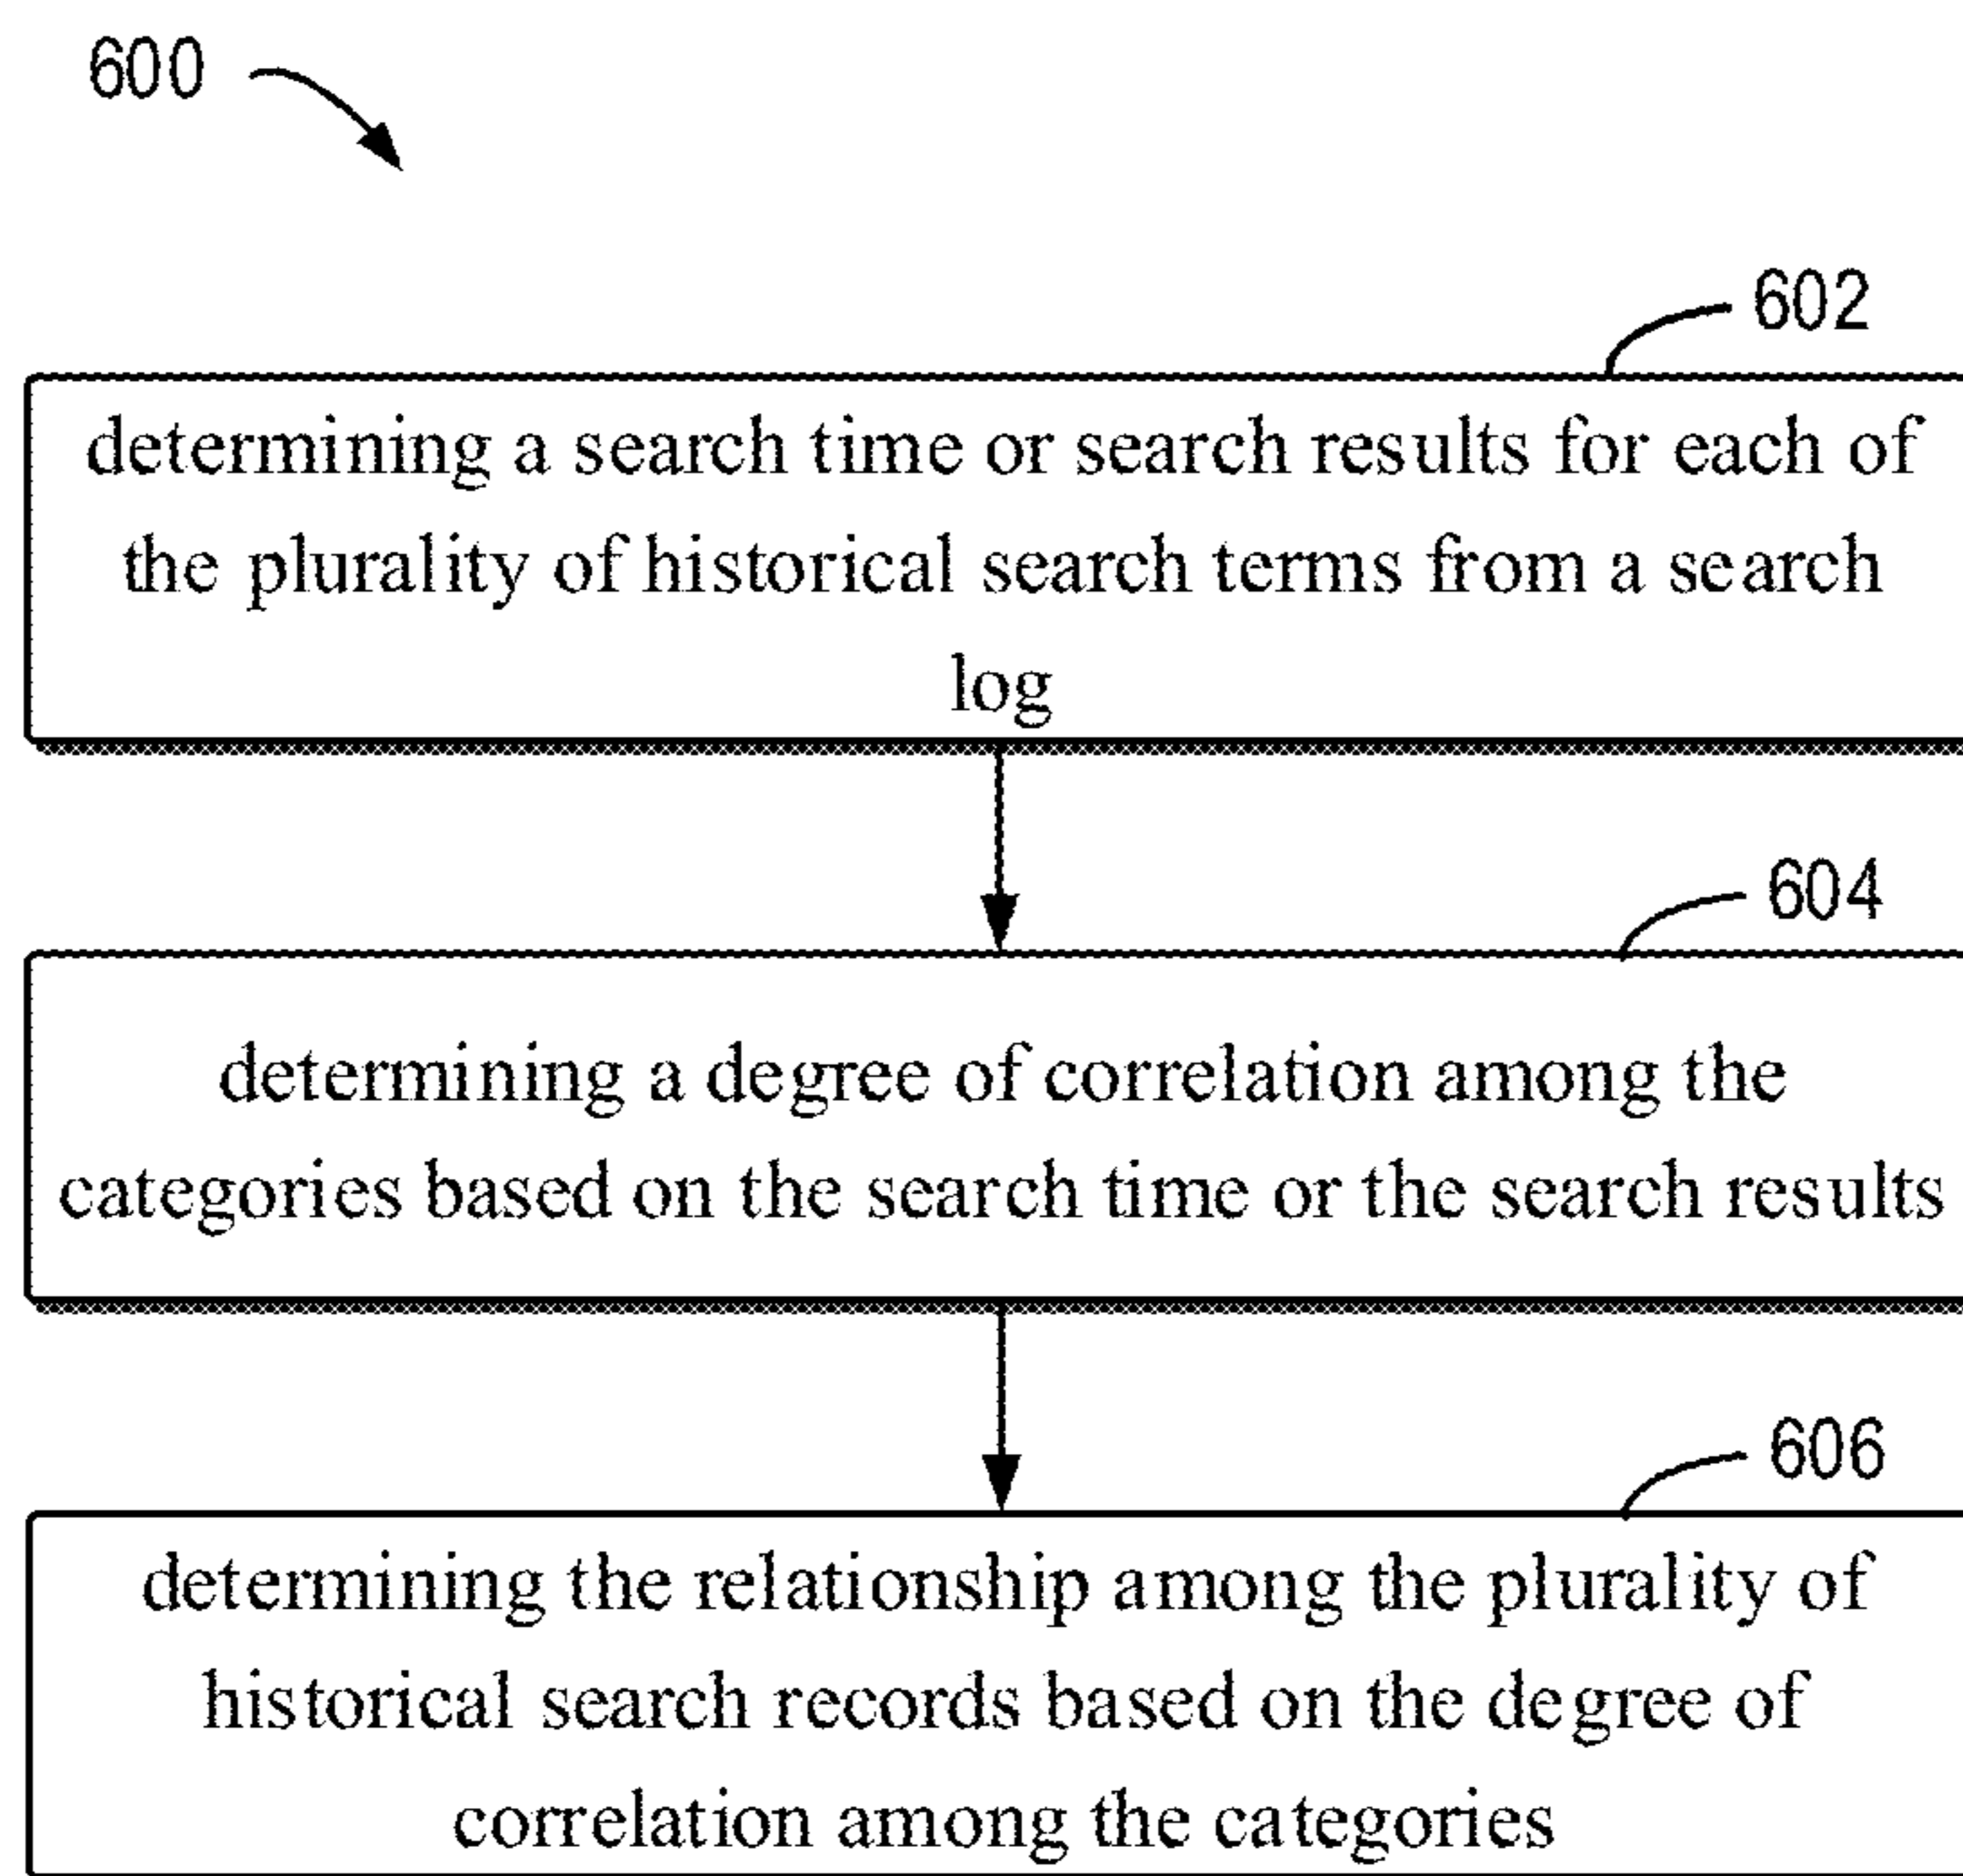 600
602
determining a search time or search results for each of
the plurality of historical search terms from a search
log
604
determining a degree of correlation among the
categories based on the search time or the search results
606
determining the relationship among the plurality of
historical search records based on the degree of
correlation among the categories